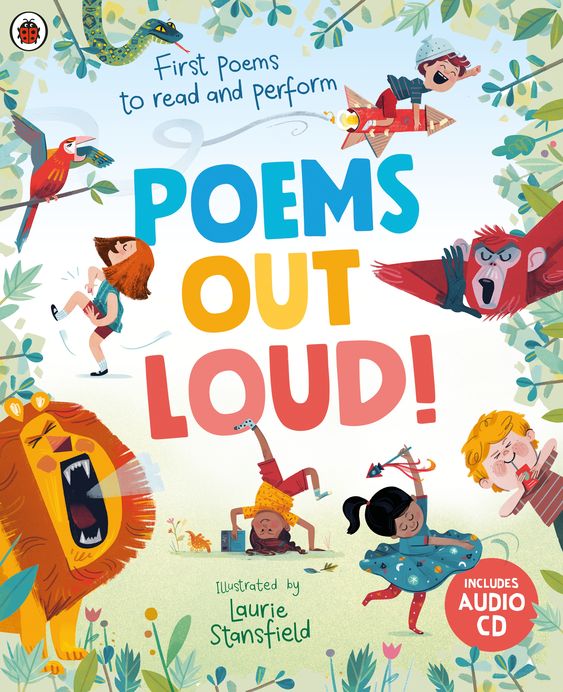 First Poems
to read and perform
POEMS
OUT
LOUD!
Illustrated by
Laurie
Stansfield
INCLUDES
AUDIO
CD